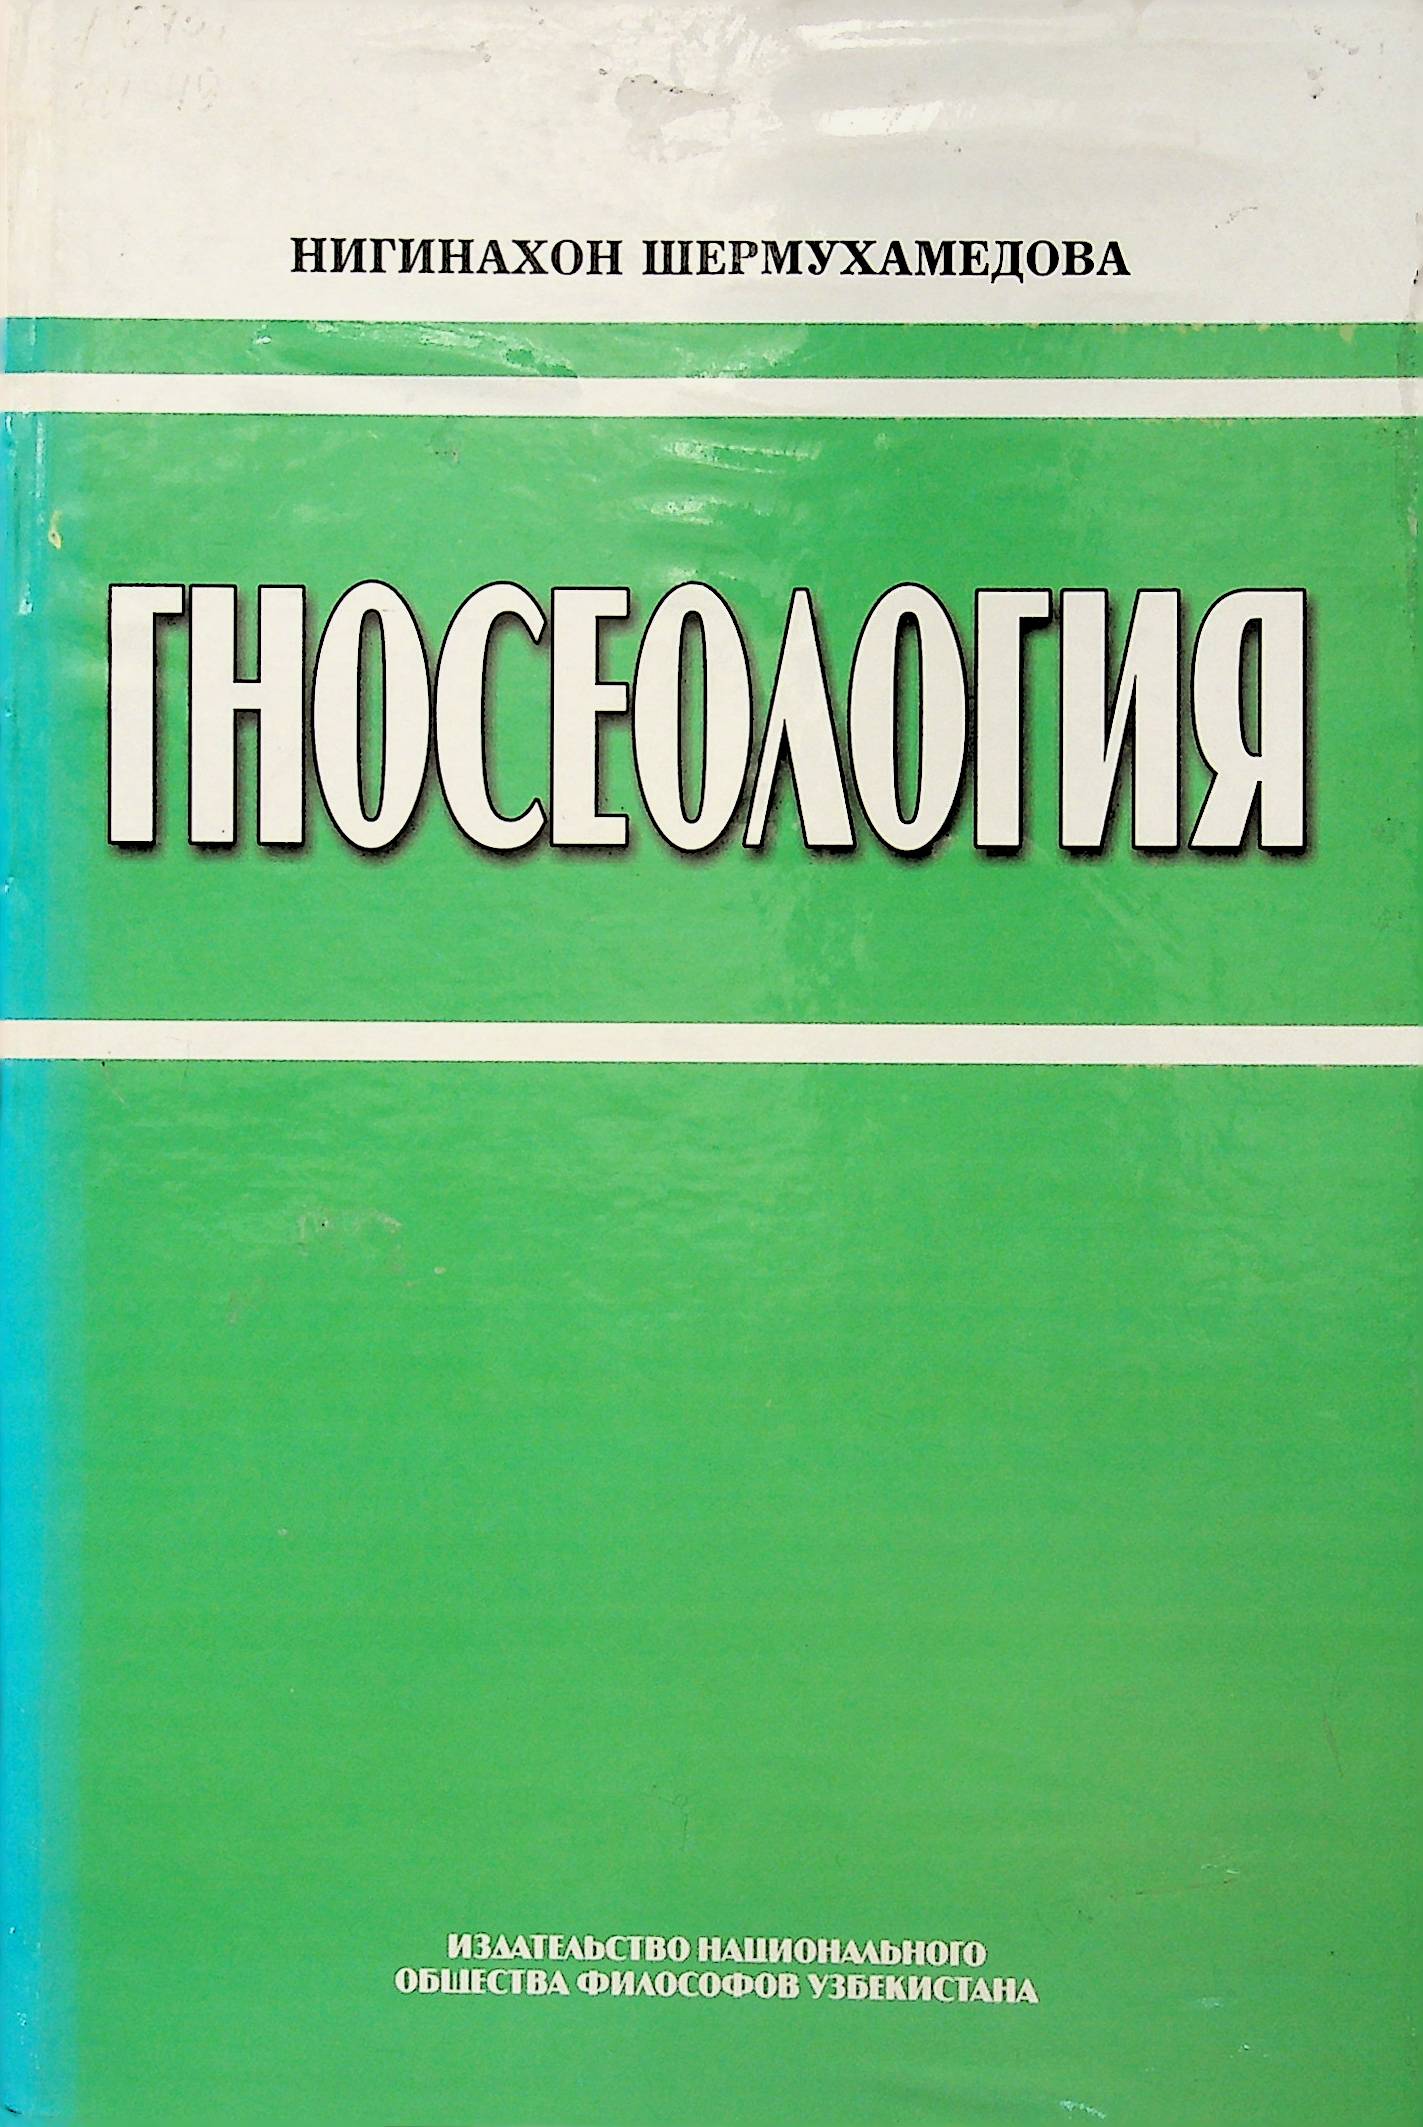 НИГИНАХОН ШЕРМУХАМЕДОВА
ГНОСЕОЛОГИЯ
ИЗДАТЕЛЬСТВО НАЦИОНАЛЬНОГО
ОБЩЕСТВА ФИЛОСОФОВ УЗБЕКИСТАНА